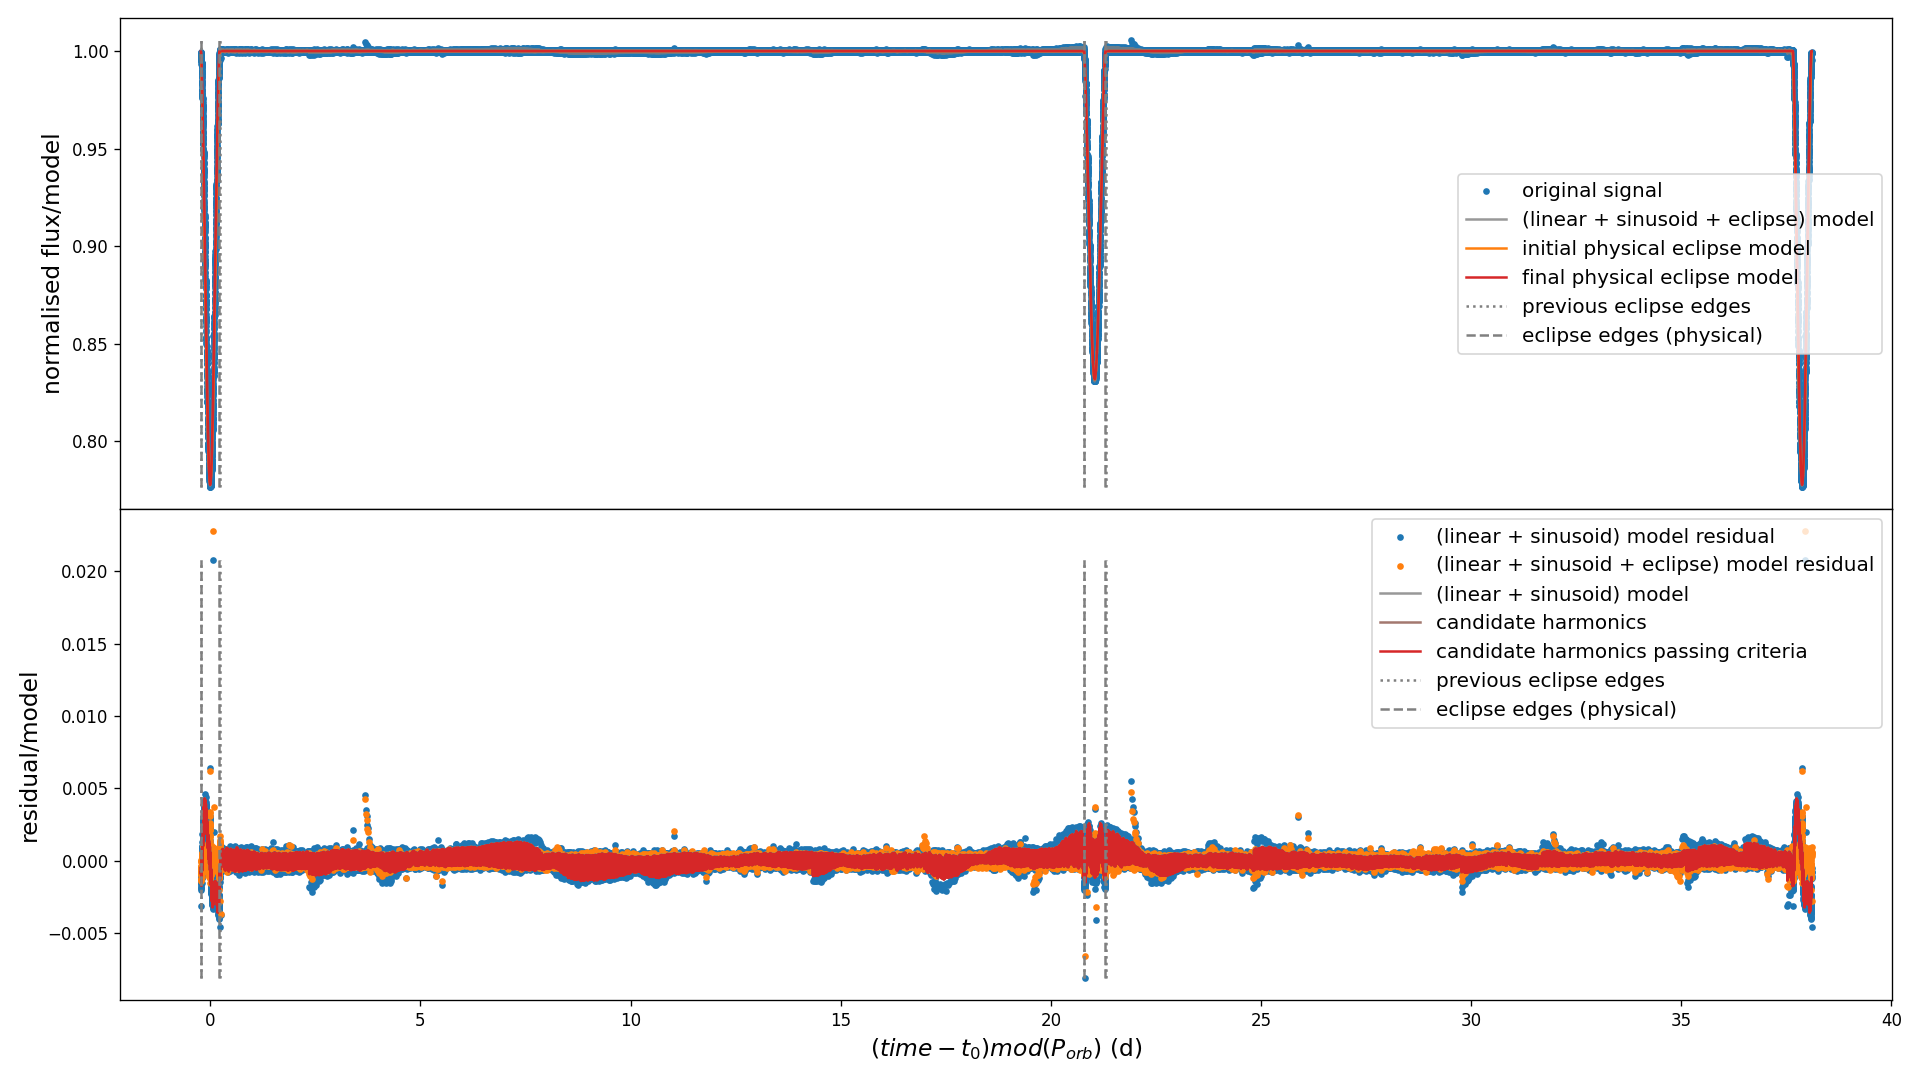 1.00
0.95
0.90
0.85
0.80
normalised flux/model
original signal
(linear + sinusoid + eclipse) model
initial physical eclipse model
final physical eclipse model
previous eclipse edges
eclipse edges (physical)
0.020
0.015
0.010
0.005
0.000
−0.005
residual/model
(linear + sinusoid) model residual
(linear + sinusoid + eclipse) model residual
(linear + sinusoid) model
candidate harmonics
candidate harmonics passing criteria
previous eclipse edges
eclipse edges (physical)
0 5 10 15 20 25 30 35 40
(time − t₀)mod(Pₒᵣb) (d)